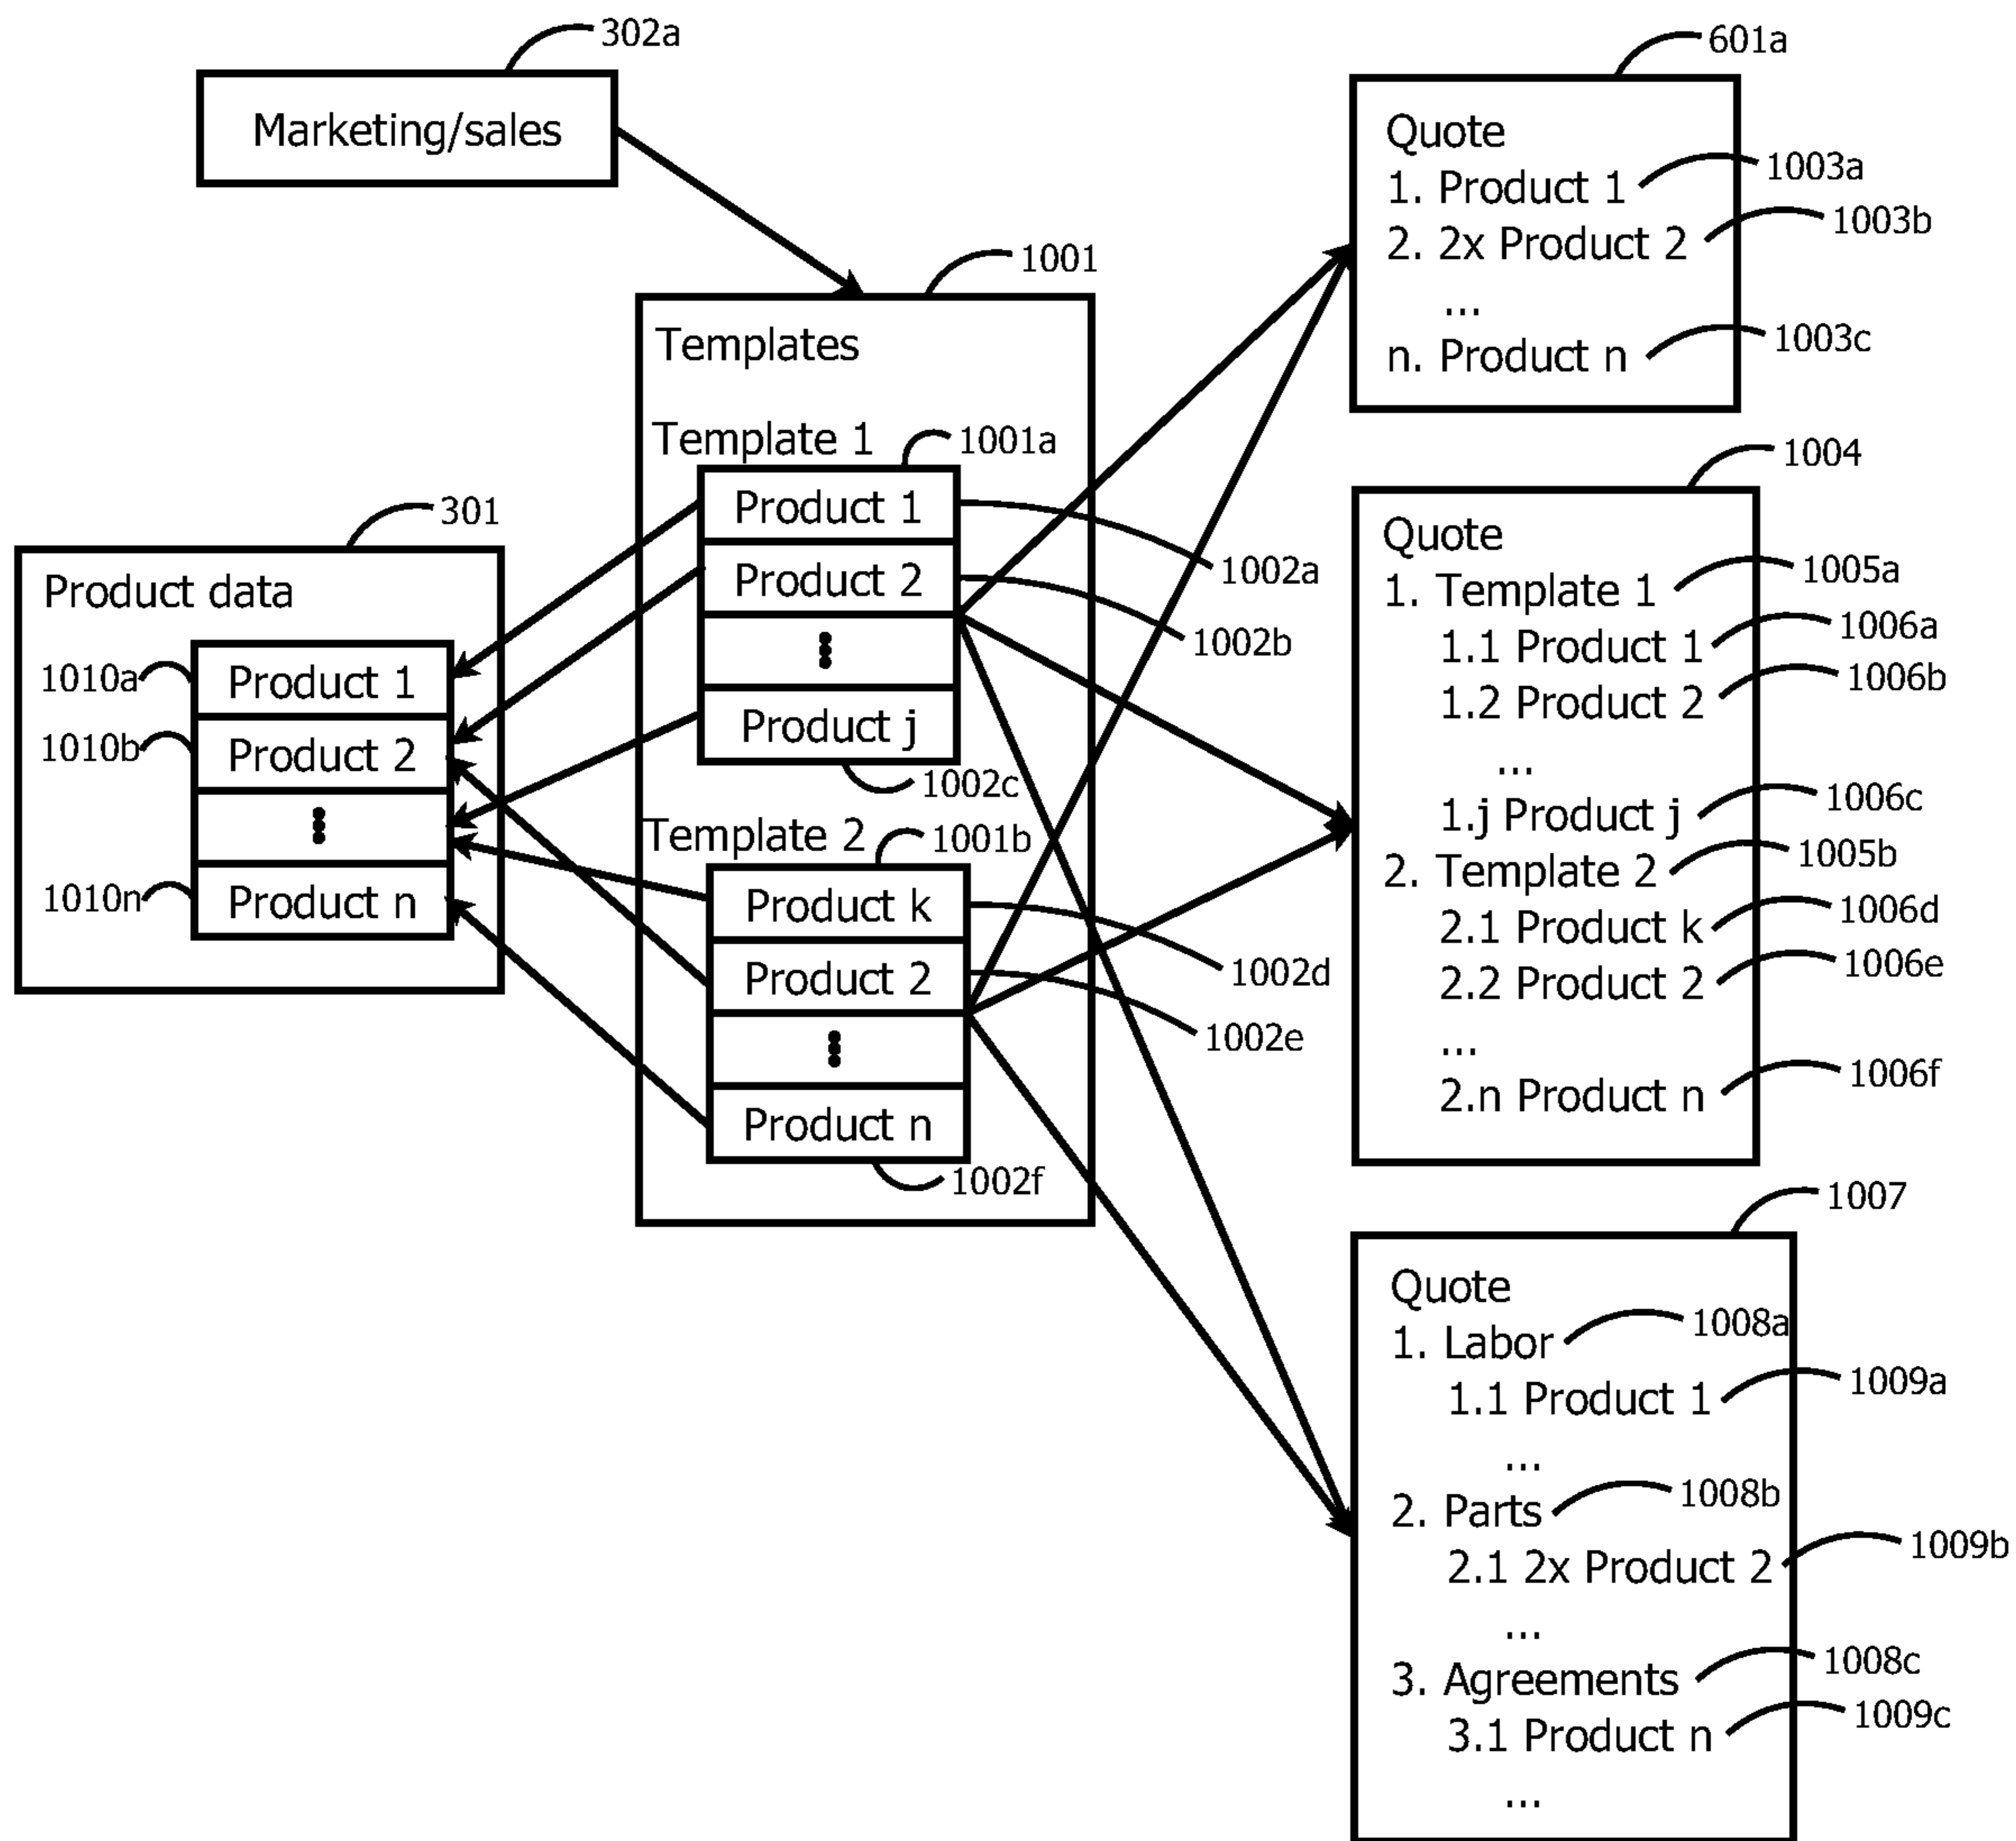 302a
Marketing/sales
1001
Templates
Template 1
1001a
Product 1
1002a
Product 2
1002b
Product j
1002c
Template 2
1001b
Product k
1002d
Product 2
1002e
Product n
1002f
301
Product data
1010a
Product 1
1010b
Product 2
1010n
Product n
601a
Quote
1. Product 1
1003a
2. 2x Product 2
1003b
...
n. Product n
1003c
1004
Quote
1. Template 1
1005a
1.1 Product 1
1006a
1.2 Product 2
1006b
...
1.j Product j
1006c
2. Template 2
1005b
2.1 Product k
1006d
2.2 Product 2
1006e
...
2.n Product n
1006f
1007
Quote
1. Labor
1008a
1.1 Product 1
1009a
...
2. Parts
1008b
2.1 2x Product 2
1009b
...
3. Agreements
1008c
3.1 Product n
1009c
...